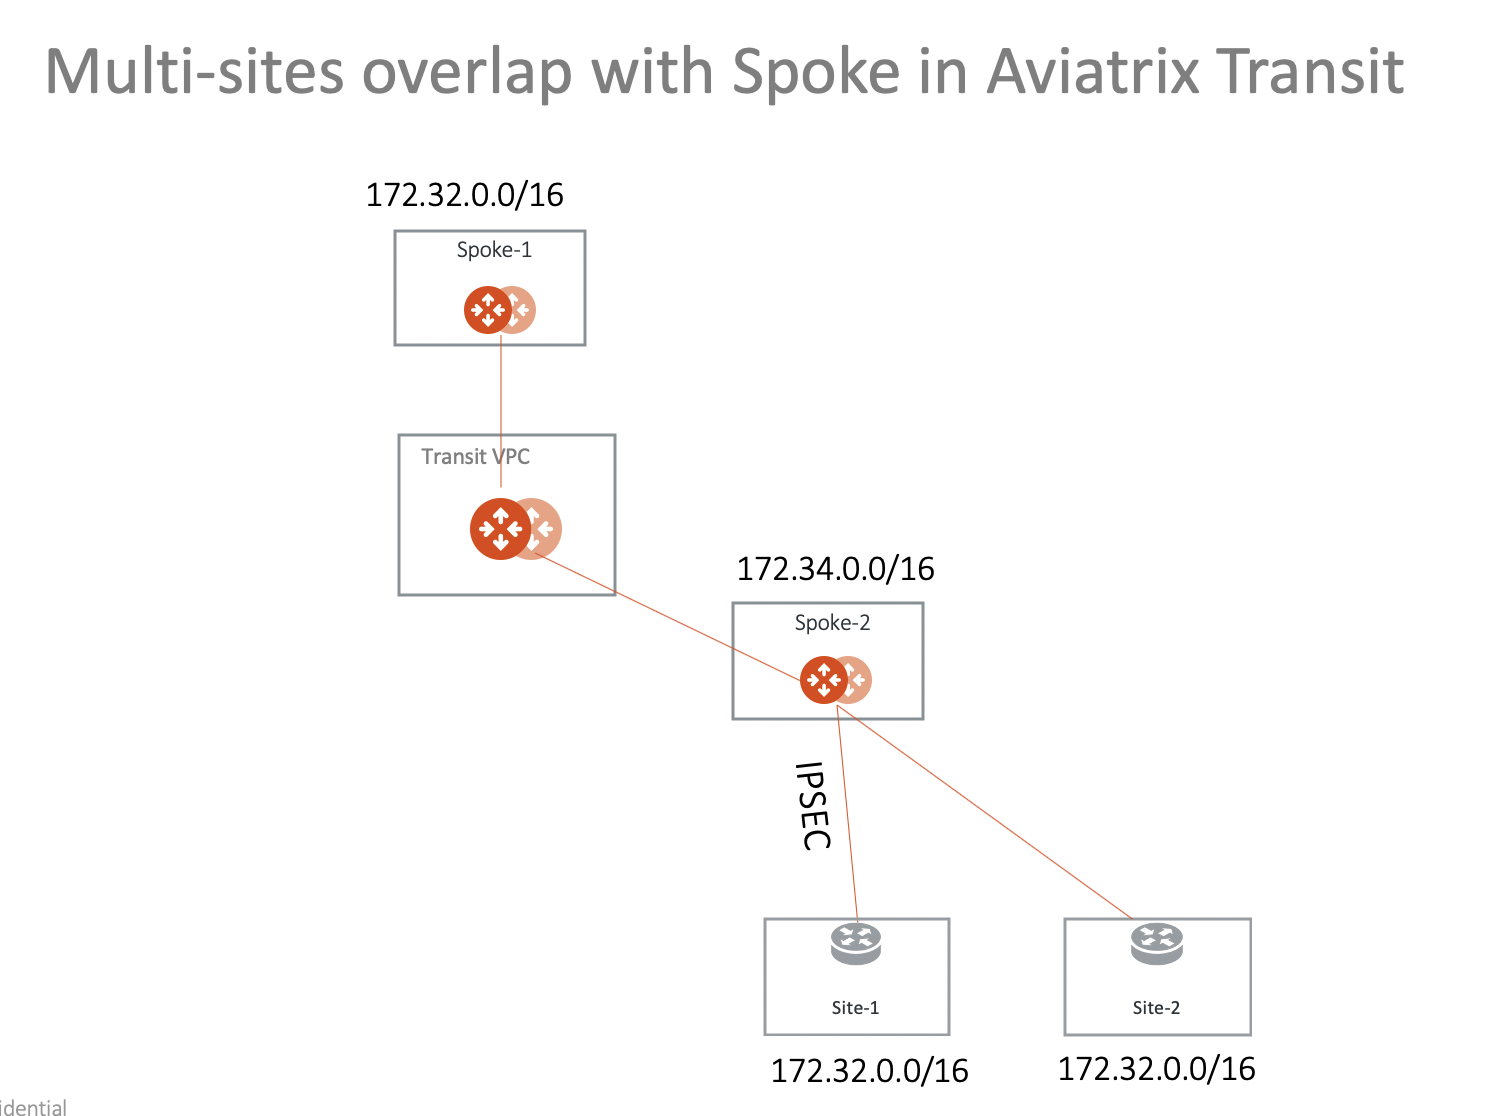 Multi-sites overlap with Spoke in Aviatrix Transit
172.32.0.0/16
Spoke-1
Transit VPC
172.34.0.0/16
Spoke-2
IPSEC
Site-1
Site-2
172.32.0.0/16
172.32.0.0/16
idential